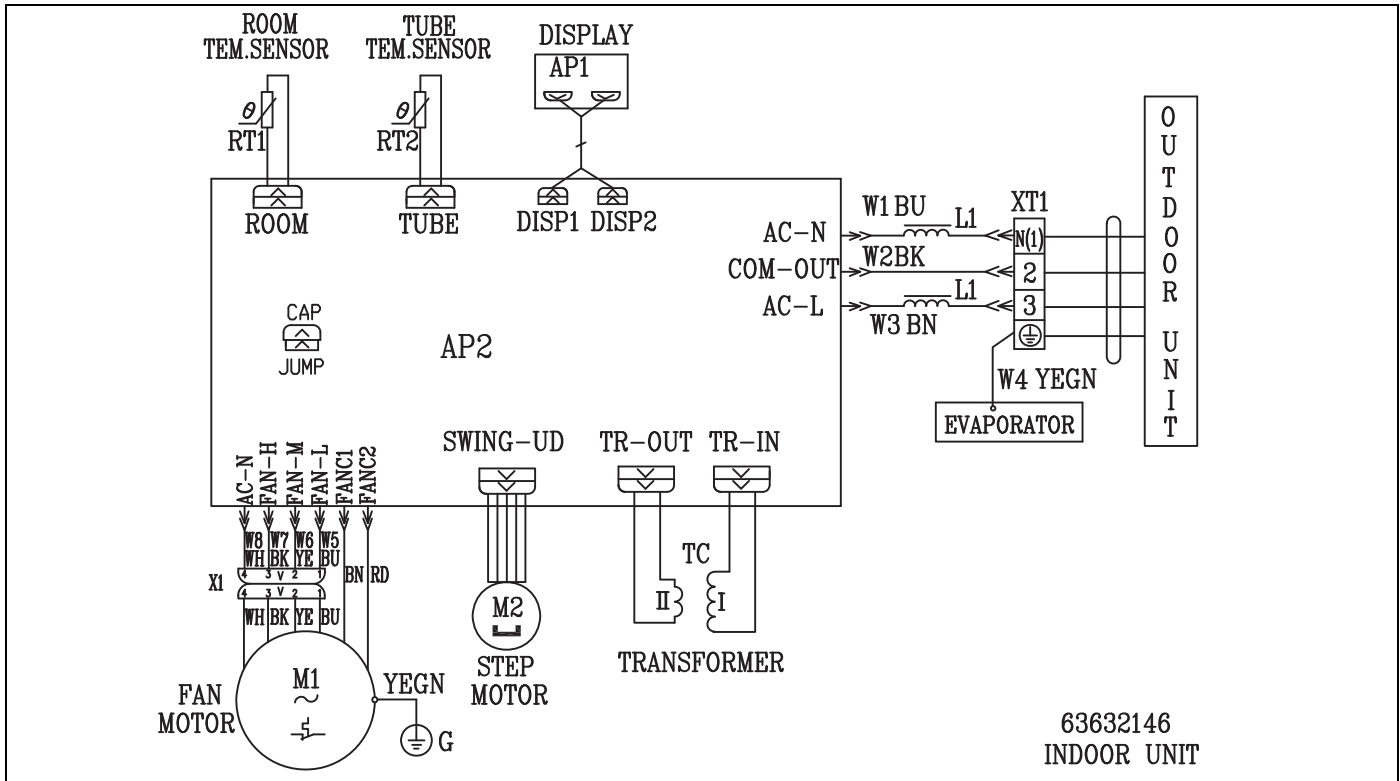 ROOM
TEM.SENSOR
TUBE
TEM.SENSOR
DISPLAY
AP1
θ
RT1
θ
RT2
ROOM
TUBE
DISP1
DISP2
XT1
AC-N
W1 BU
L1
N(1)
COM-OUT
W2BK
2
AC-L
L1
3
W3 BN
W4 YEGN
EVAPORATOR
OUTDOOR UNIT
CAP
JUMP
AP2
SWING-UD
TR-OUT
TR-IN
AC-N
FAN-H
FAN-M
FAN-L
FANC1
FANC2
W8 W7 W6 W5
WH BK YE BU
BN RD
X1
4 3 V 2 1
4 3 V 2 1
WH BK YE BU
M1
FAN
MOTOR
YEGN
G
M2
STEP
MOTOR
TC
II
I
TRANSFORMER
63632146
INDOOR UNIT